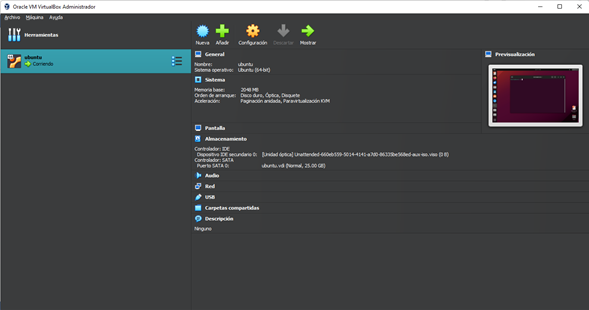 Oracle VM VirtualBox Administrador
Archivo Máquina Ayuda
Herramientas
Nueva Añadir Configuración Descartar Mostrar
ubuntu
Corriendo
General
Nombre: ubuntu
Sistema operativo: Ubuntu (64-bit)
Sistema
Memoria base: 2048 MB
Orden de arranque: Disco duro, Óptica, Disquete
Aceleración: Paginación anidada, Paravirtualización KVM
Previsualización
Pantalla
Almacenamiento
Controlador: IDE
Dispositivo IDE secundario 0: [Unidad óptica] Unattended-660eb559-5014-4141-a7d0-86335be568ed-aux-iso.viso (0 B)
Controlador: SATA
Puerto SATA 0: ubuntu.vdi (Normal, 25.00 GB)
Audio
Red
USB
Carpetas compartidas
Descripción
Ninguno